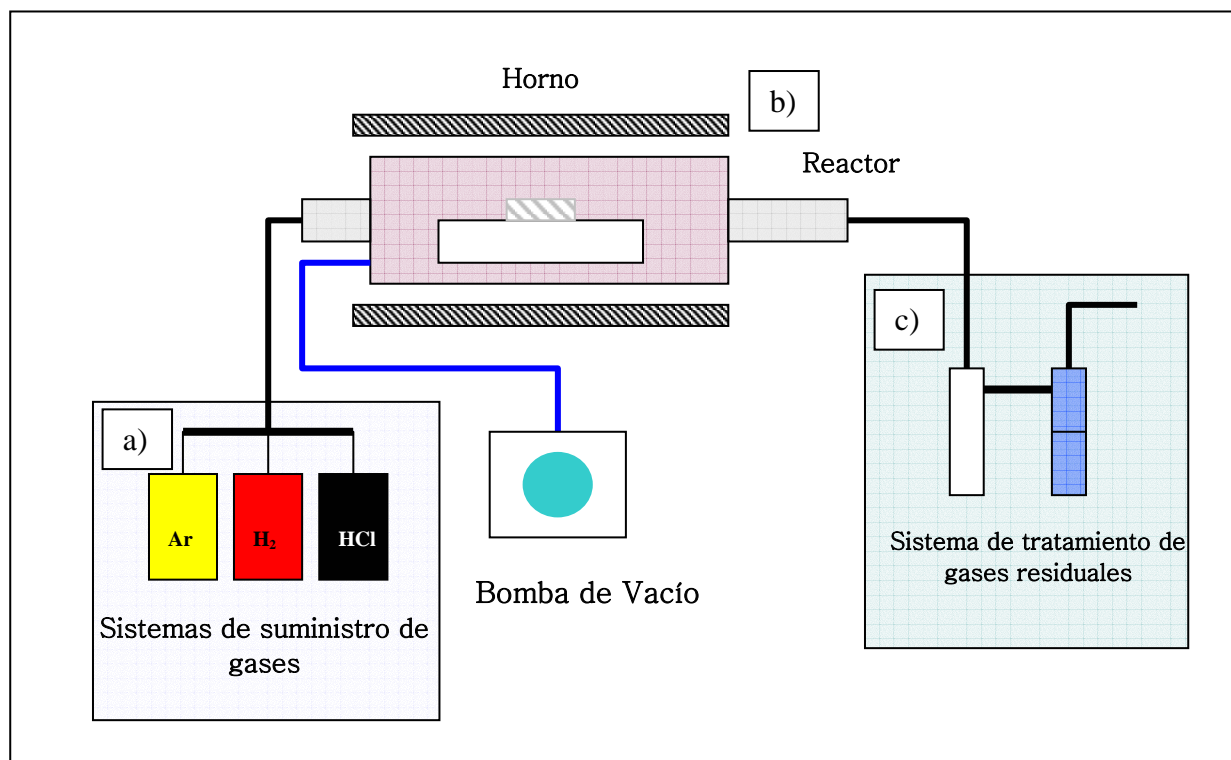 Horno
b)
Reactor
c)
a)
Ar
H₂
HCl
Sistema de tratamiento de
gases residuales
Bomba de Vacío
Sistemas de suministro de
gases